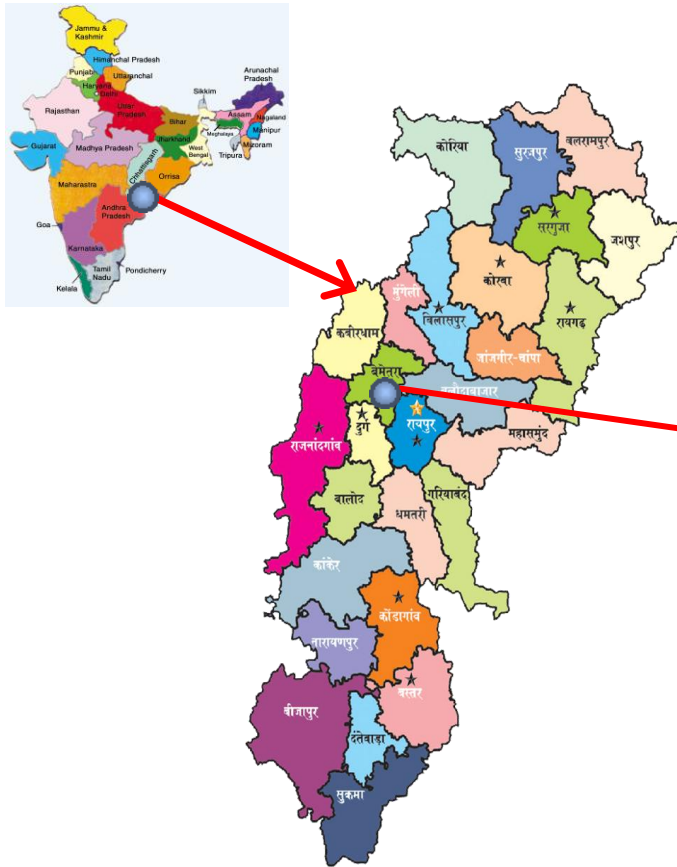 Jammu &
Kashmir
Himanchal Pradesh
Punjabh
Uttaranchal
Haryana
Delhi
Arunachal
Pradesh
Sikkim
Rajasthan
Uttar
Pradesh
Assam
Nagaland
Bihar
Meghalaya
Manipur
Gujarat
Madhya Pradesh
Jharkhand
West
Bengal
Tripura
Mizoram
Chhattisgarh
Maharastra
Orrisa
Andhra
Pradesh
Goa
Karnataka
Tamil
Nadu
Pondicherry
Kelala
कोरिया
सुरजपुर
बलरामपुर
सरगुजा
जशपुर
कोरबा
मुंगेली
बिलासपुर
रायगढ़
कबीरधाम
जांजगीर-चांपा
बेमेतरा
बलौदाबाजार
दुर्ग
रायपुर
महासमुंद
राजनांदगांव
बालोद
गरियाबंद
धमतरी
कांकेर
कोंडागांव
नारायणपुर
बस्तर
बीजापुर
दंतेवाड़ा
सुकमा